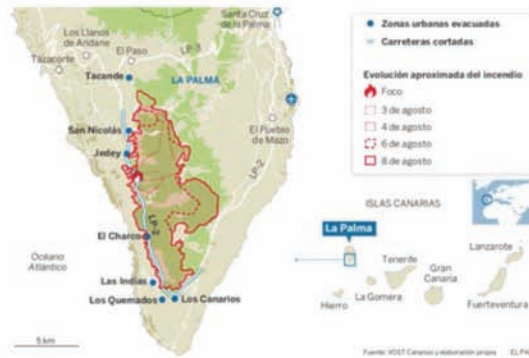 Santa Cruz
de la Palma
Los Llanos
de Aridane
Tazacorte
El Paso
LP-3
Tacande
LA PALMA
San Nicolás
El Pueblo
de Mazo
Jedey
LP-2
LP-2
El Charco
Océano
Atlántico
Las Indias
Los Quemados
Los Canarios
5 km
Zonas urbanas evacuadas
Carreteras cortadas
Evolución aproximada del incendio
Foco
3 de agosto
4 de agosto
6 de agosto
8 de agosto
ISLAS CANARIAS
La Palma
Lanzarote
Tenerife
Gran
Canaria
La Gomera
Hierro
Fuerteventura
Fuente: VOST Canarias y elaboración propia
EL PAÍS